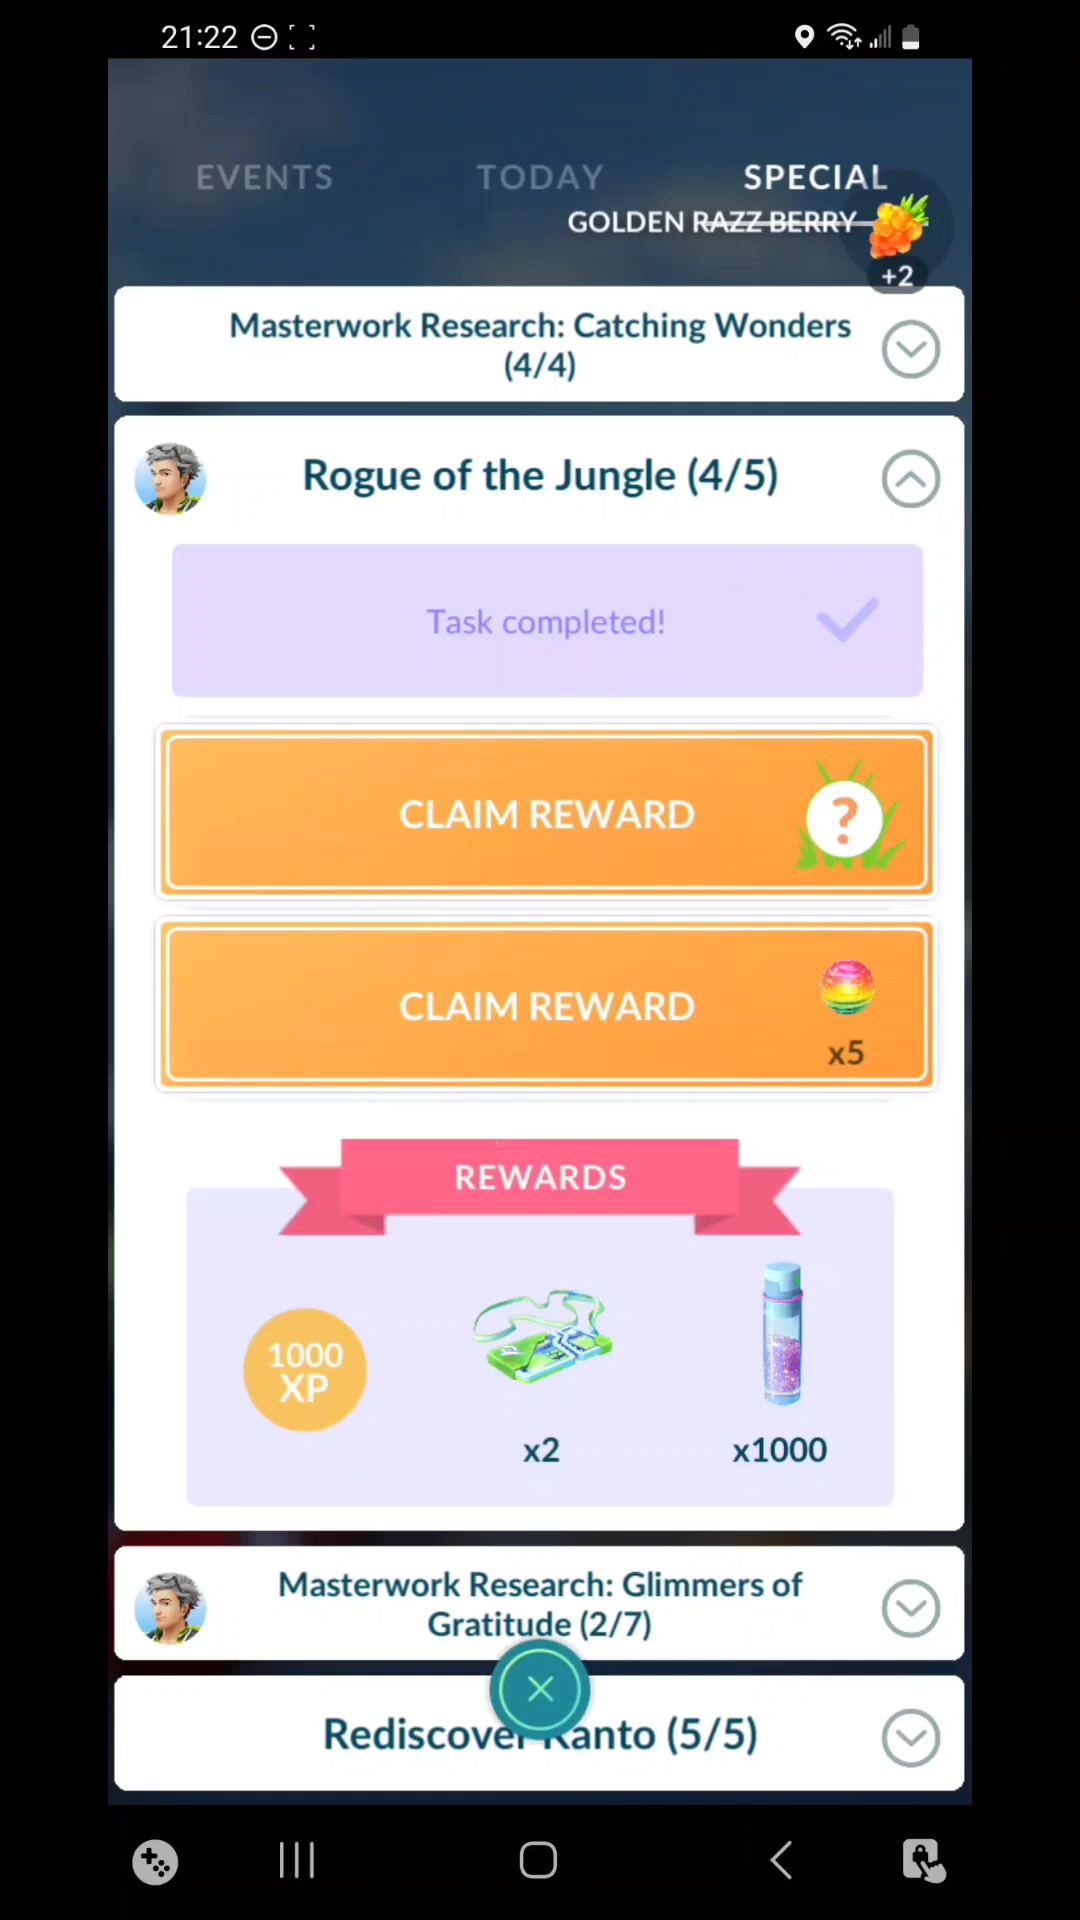 21:22
EVENTS TODAY SPECIAL
GOLDEN RAZZ BERRY
+2
Masterwork Research: Catching Wonders
(4/4)
Rogue of the Jungle (4/5)
Task completed!
CLAIM REWARD ?
CLAIM REWARD
x5
REWARDS
1000
XP
x2
x1000
Masterwork Research: Glimmers of
Gratitude (2/7)
Rediscover Kanto (5/5)